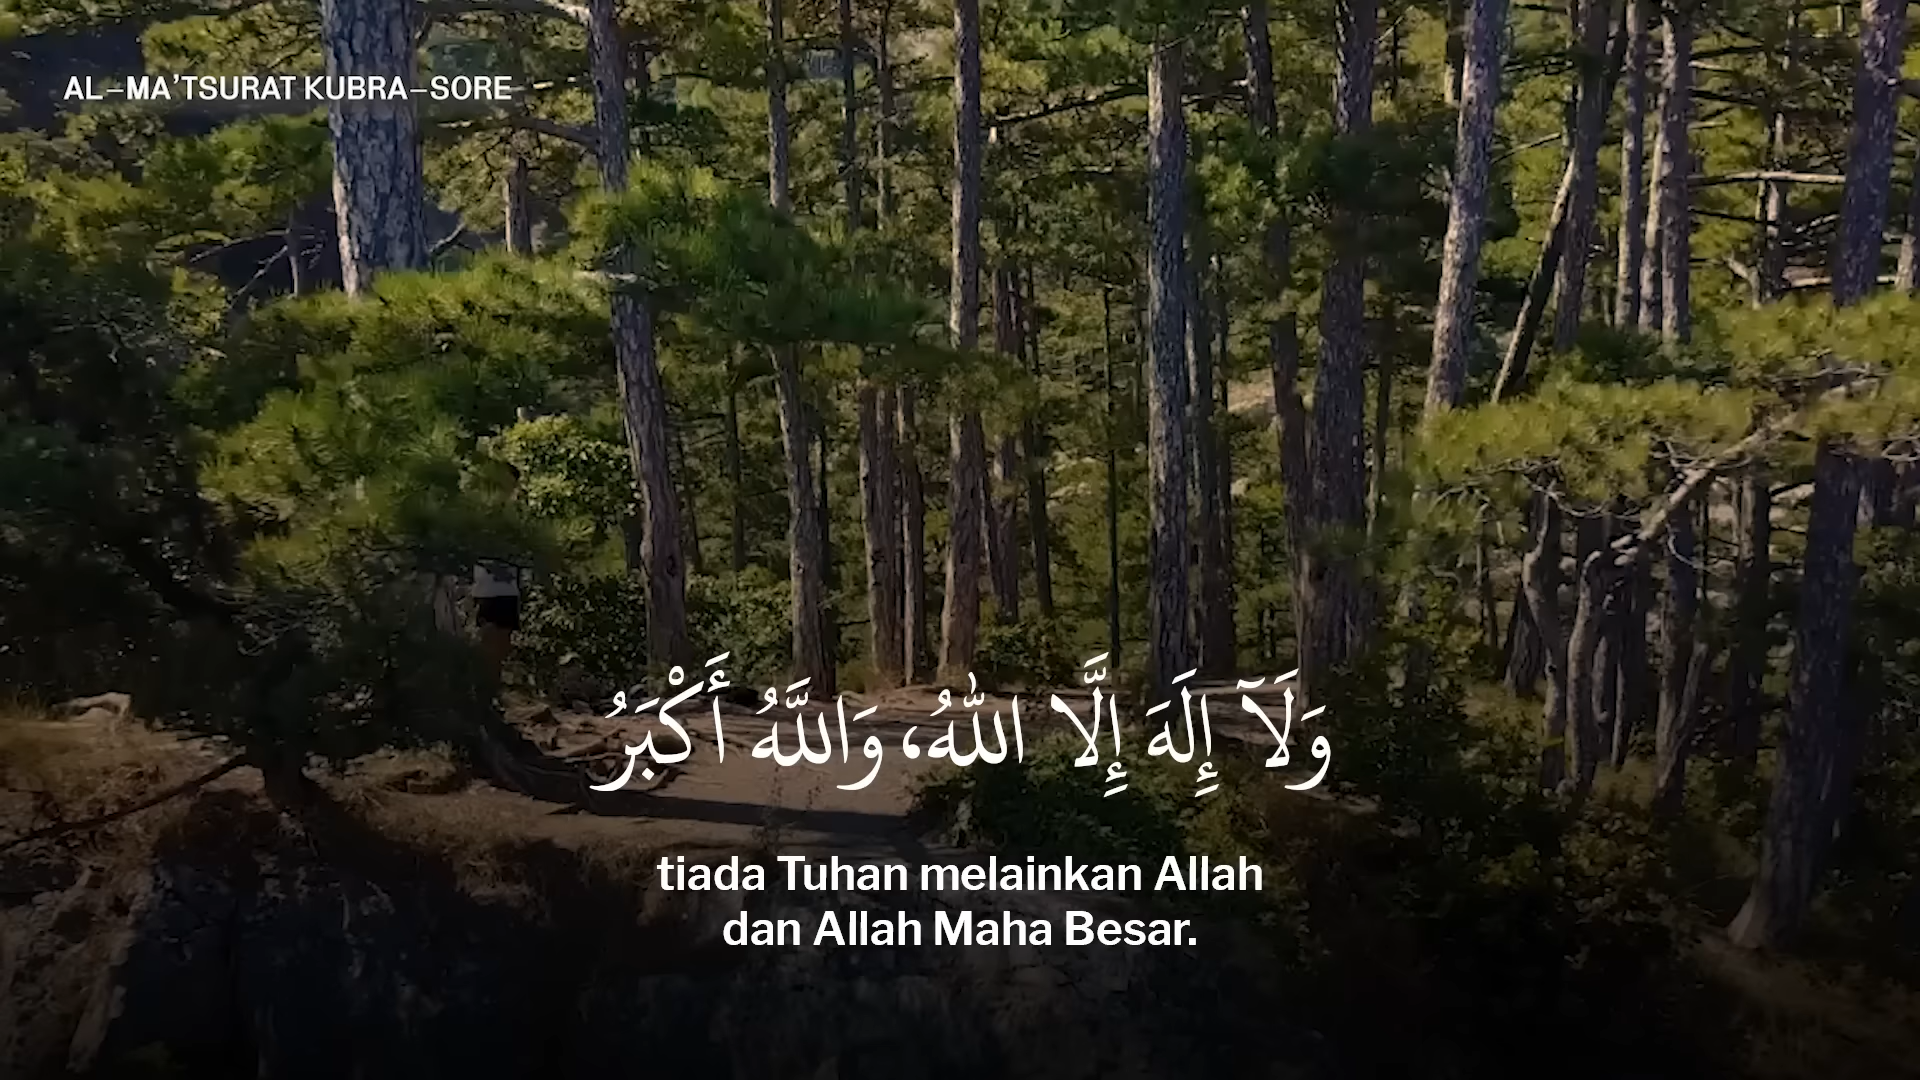 AL–MA’TSURAT KUBRA–SORE
وَلَآ إِلَهَ إِلَّا اللهُ، وَاللَّهُ أَكْبَرُ
tiada Tuhan melainkan Allah
dan Allah Maha Besar.